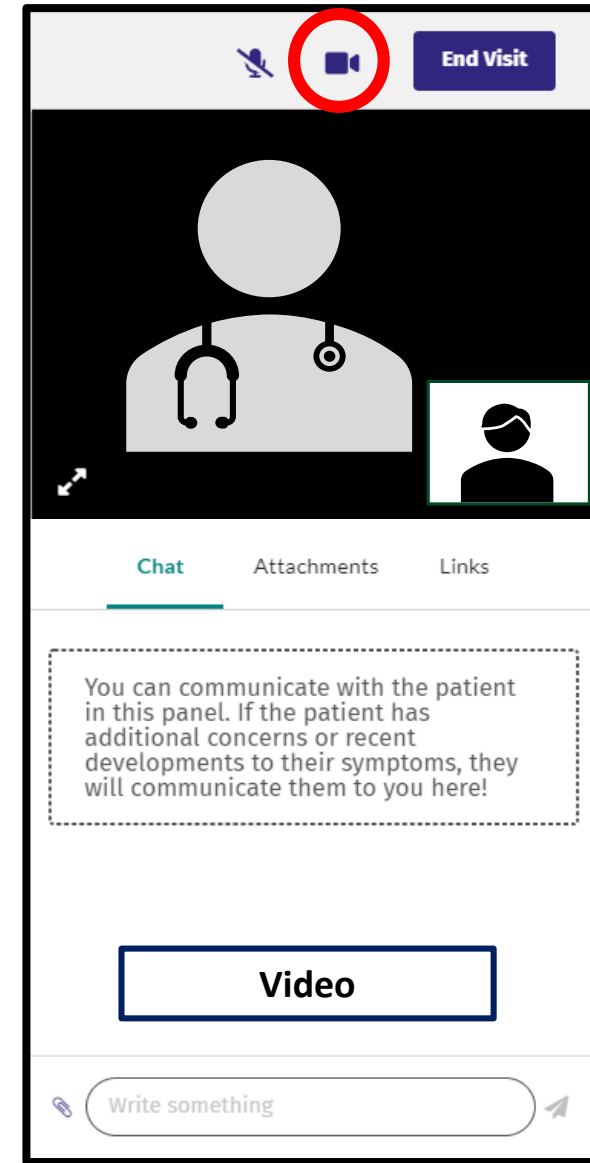 End Visit
Chat Attachments Links
You can communicate with the patient
in this panel. If the patient has
additional concerns or recent
developments to their symptoms, they
will communicate them to you here!
Video
Write something